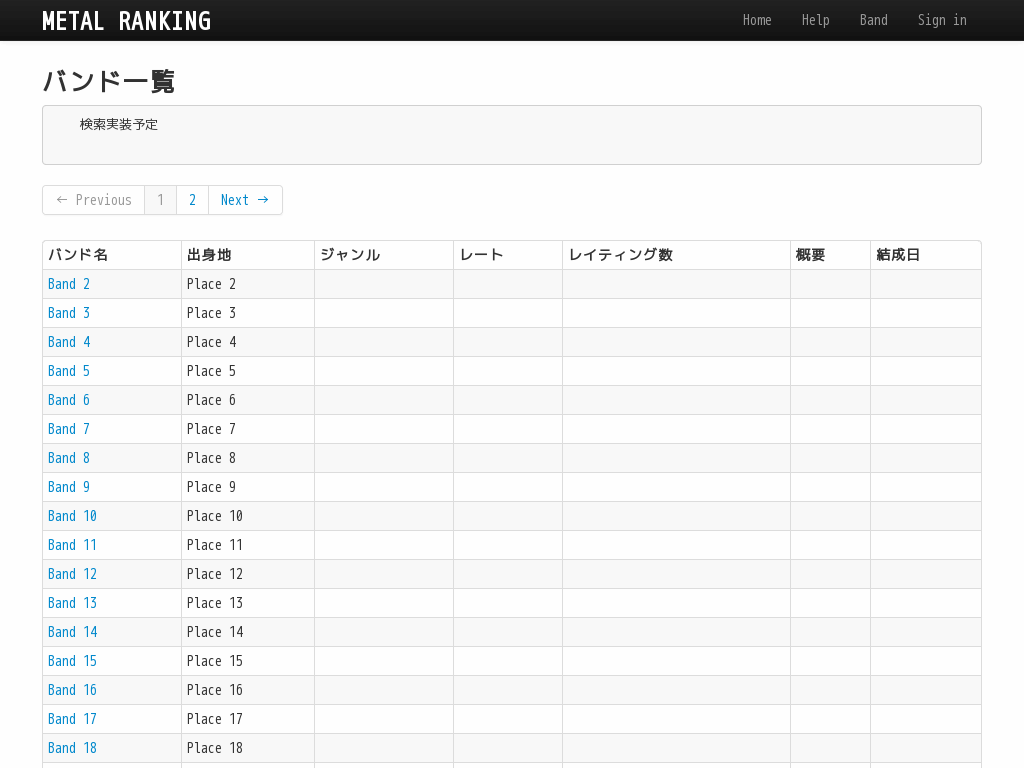 METAL RANKING Home Help Band Sign in
バンド一覧
検索実装予定
← Previous 1 2 Next →
バンド名 出身地 ジャンル レート レイティング数 概要 結成日
Band 2 Place 2
Band 3 Place 3
Band 4 Place 4
Band 5 Place 5
Band 6 Place 6
Band 7 Place 7
Band 8 Place 8
Band 9 Place 9
Band 10 Place 10
Band 11 Place 11
Band 12 Place 12
Band 13 Place 13
Band 14 Place 14
Band 15 Place 15
Band 16 Place 16
Band 17 Place 17
Band 18 Place 18